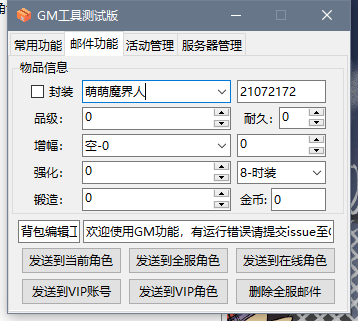 GM工具测试版
常用功能 邮件功能 活动管理 服务器管理
物品信息
封装 萌萌魔界人 21072172
品级: 0 耐久: 0
增幅: 空-0 0
强化: 0 8-时装
锻造: 0 金币: 0
背包编辑工 欢迎使用GM功能，有运行错误请提交issue至
发送到当前角色 发送到全服角色 发送到在线角色
发送到VIP账号 发送到VIP角色 删除全服邮件